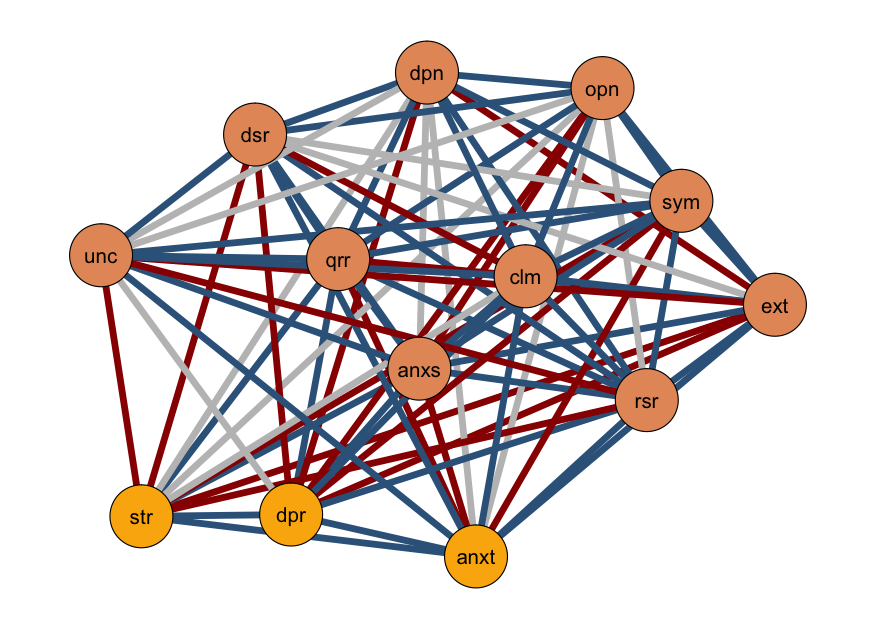 dpn
opn
dsr
sym
unc
qrr
clm
ext
anxs
rsr
str
dpr
anxt